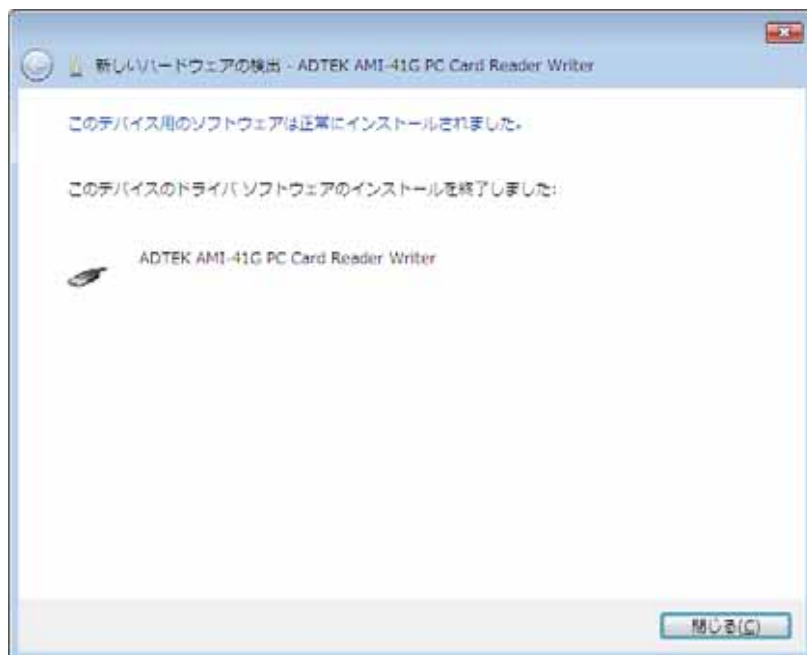 新しいハードウェアの検出 - ADTEK AMI-41G PC Card Reader Writer
このデバイス用のソフトウェアは正常にインストールされました。
このデバイスのドライバ ソフトウェアのインストールを終了しました:
ADTEK AMI-41G PC Card Reader Writer
閉じる(C)